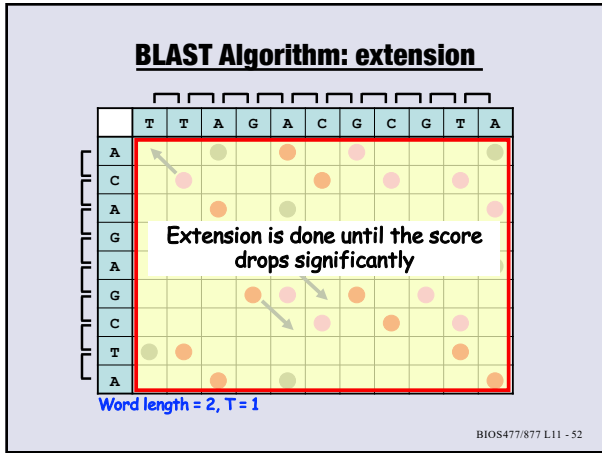 BLAST Algorithm: extension
T T A G A C G C G T A
A
C
A
G
Extension is done until the score
drops significantly
A
G
C
T
A
Word length = 2, T = 1
BIOS477/877 L11 - 52